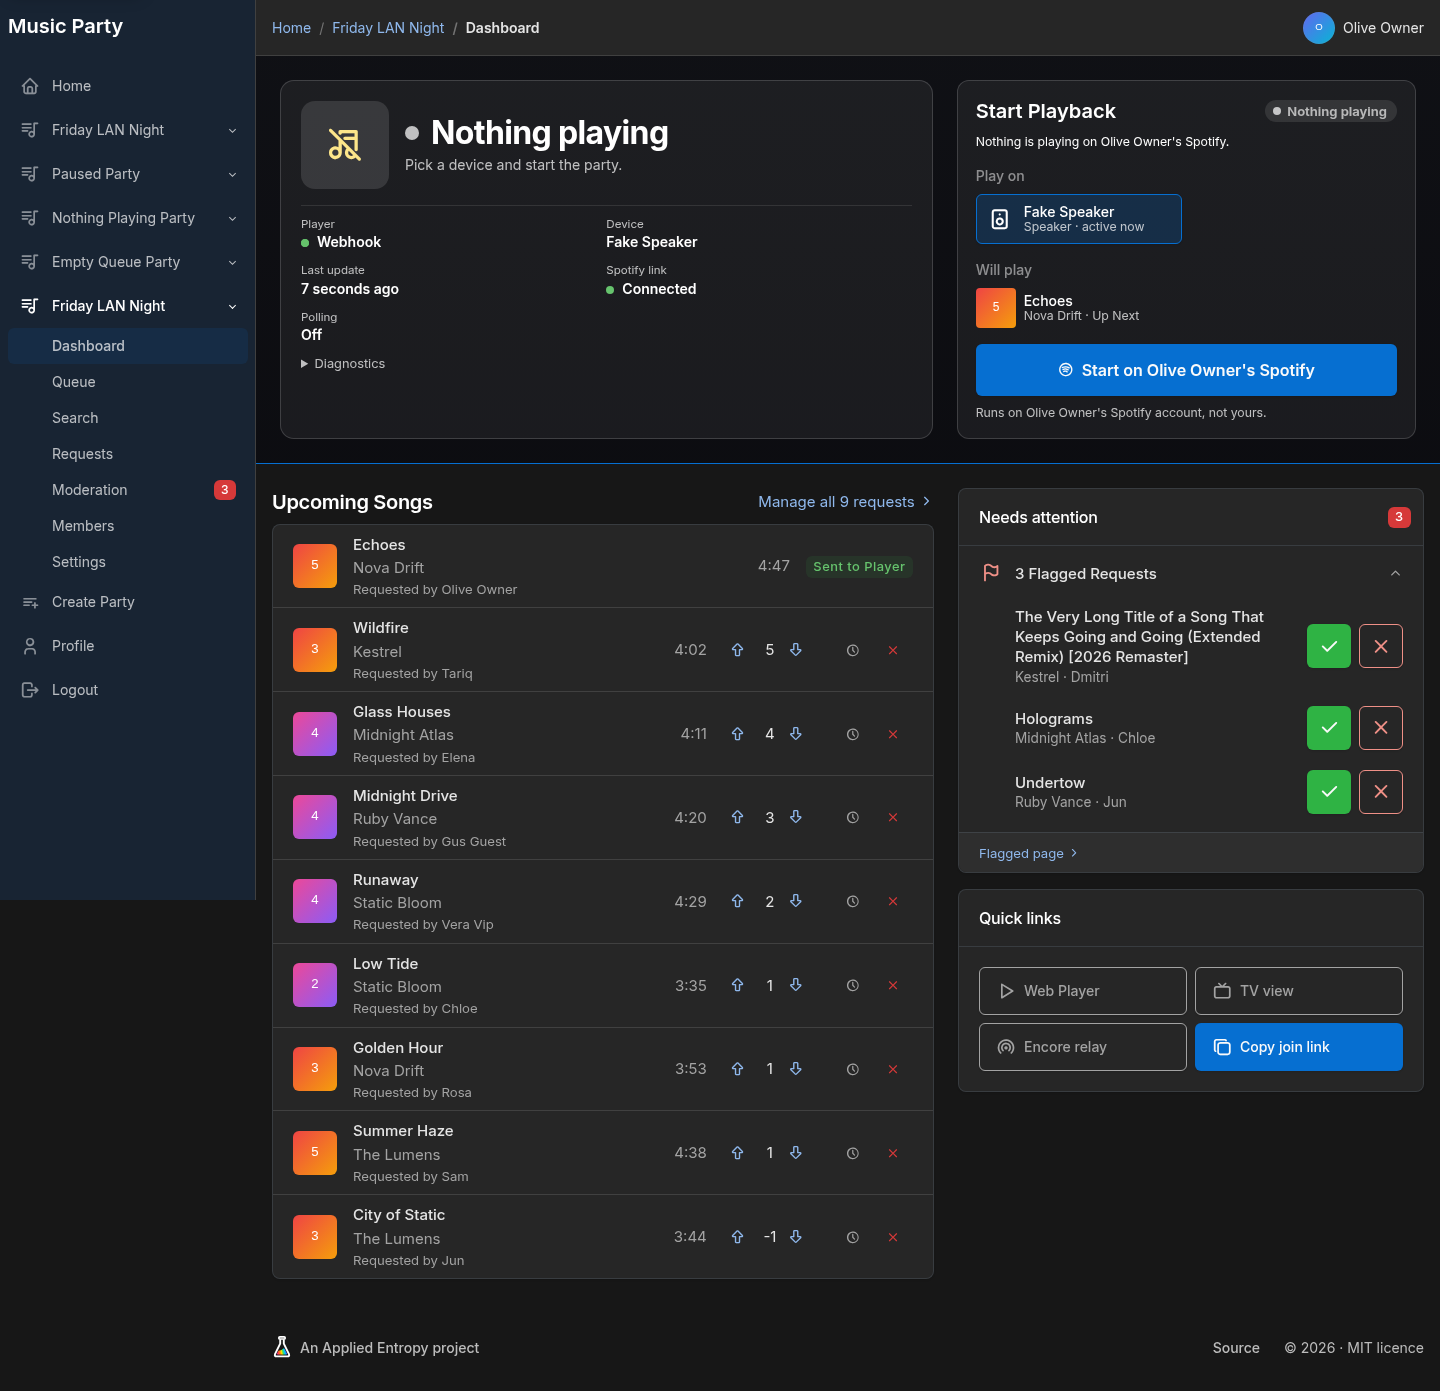 Music Party
Home
Friday LAN Night
Paused Party
Nothing Playing Party
Empty Queue Party
Friday LAN Night
Dashboard
Queue
Search
Requests
Moderation 3
Members
Settings
Create Party
Profile
Logout
Home / Friday LAN Night / Dashboard
O Olive Owner
Nothing playing
Pick a device and start the party.
Player
Webhook
Device
Fake Speaker
Last update
7 seconds ago
Spotify link
Connected
Polling
Off
Diagnostics
Start Playback
Nothing playing
Nothing is playing on Olive Owner's Spotify.
Play on
Fake Speaker
Speaker · active now
Will play
5
Echoes
Nova Drift · Up Next
Start on Olive Owner's Spotify
Runs on Olive Owner's Spotify account, not yours.
Upcoming Songs
Manage all 9 requests
5
Echoes
Nova Drift
Requested by Olive Owner
4:47
Sent to Player
3
Wildfire
Kestrel
Requested by Tariq
4:02
5
4
Glass Houses
Midnight Atlas
Requested by Elena
4:11
4
4
Midnight Drive
Ruby Vance
Requested by Gus Guest
4:20
3
4
Runaway
Static Bloom
Requested by Vera Vip
4:29
2
2
Low Tide
Static Bloom
Requested by Chloe
3:35
1
3
Golden Hour
Nova Drift
Requested by Rosa
3:53
1
5
Summer Haze
The Lumens
Requested by Sam
4:38
1
3
City of Static
The Lumens
Requested by Jun
3:44
-1
Needs attention
3
3 Flagged Requests
The Very Long Title of a Song That
Keeps Going and Going (Extended
Remix) [2026 Remaster]
Kestrel · Dmitri
Holograms
Midnight Atlas · Chloe
Undertow
Ruby Vance · Jun
Flagged page
Quick links
Web Player
TV view
Encore relay
Copy join link
An Applied Entropy project
Source
© 2026 · MIT licence